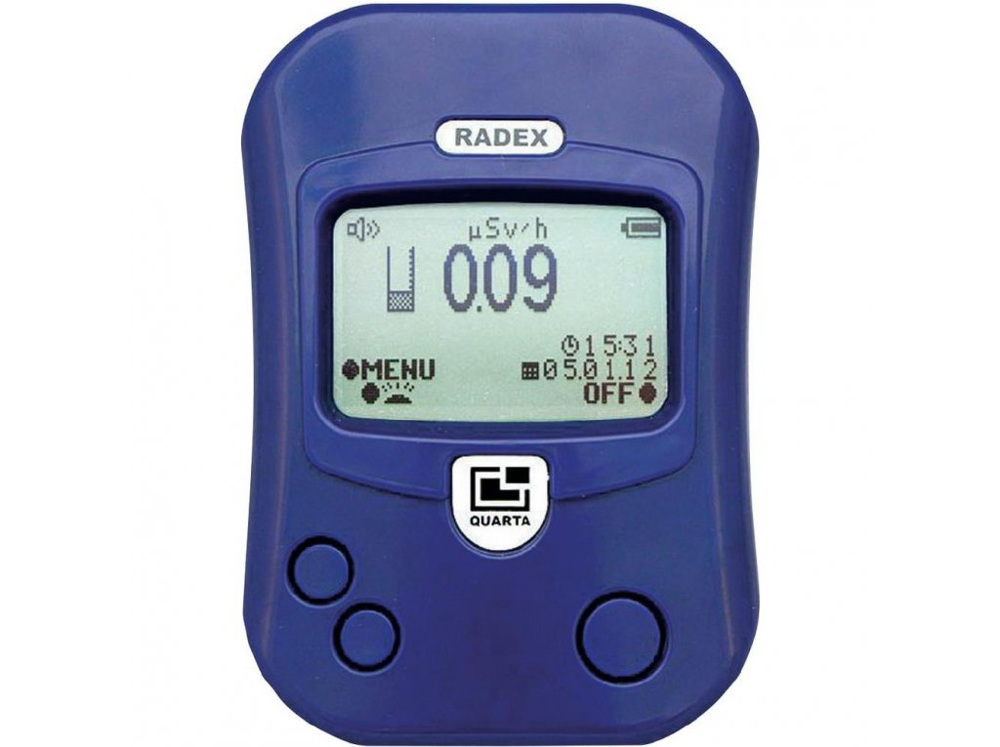 RADEX
µSv/h
0.09
15:31
MENU
05.01.12
OFF
QUARTA